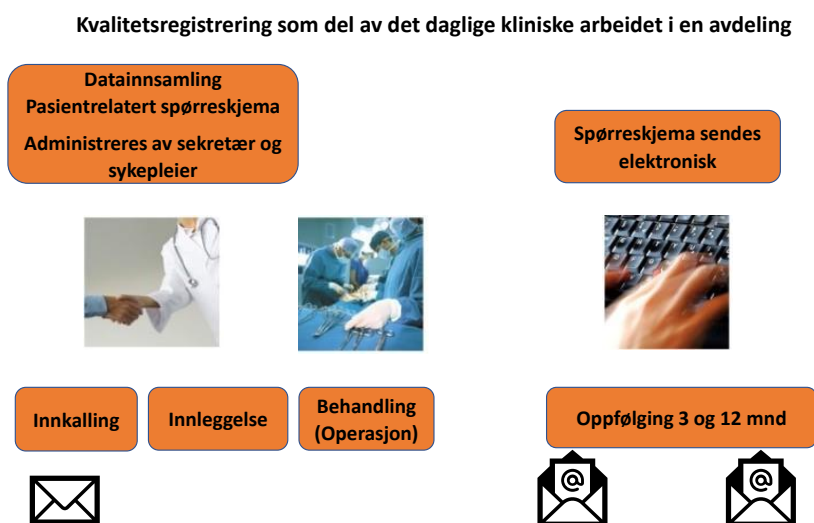 Kvalitetsregistrering som del av det daglige kliniske arbeidet i en avdeling
Datainnsamling
Pasientrelatert spørreskjema
Administreres av sekretær og
sykepleier
Spørreskjema sendes
elektronisk
Innkalling
Innleggelse
Behandling
(Operasjon)
Oppfølging 3 og 12 mnd
@
@